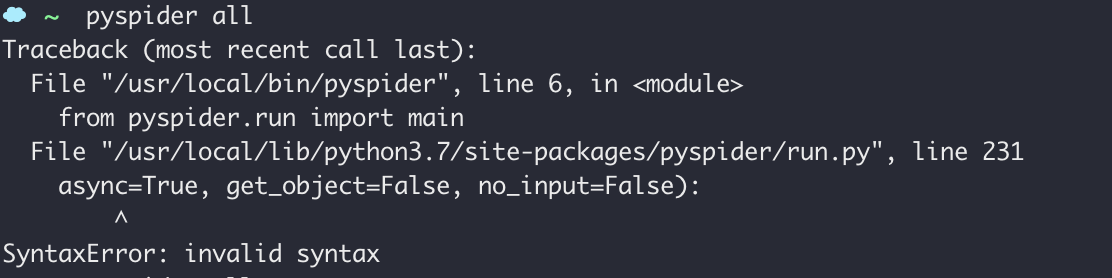 ~ pyspider all
Traceback (most recent call last):
  File "/usr/local/bin/pyspider", line 6, in <module>
    from pyspider.run import main
  File "/usr/local/lib/python3.7/site-packages/pyspider/run.py", line 231
    async=True, get_object=False, no_input=False):
        ^
SyntaxError: invalid syntax